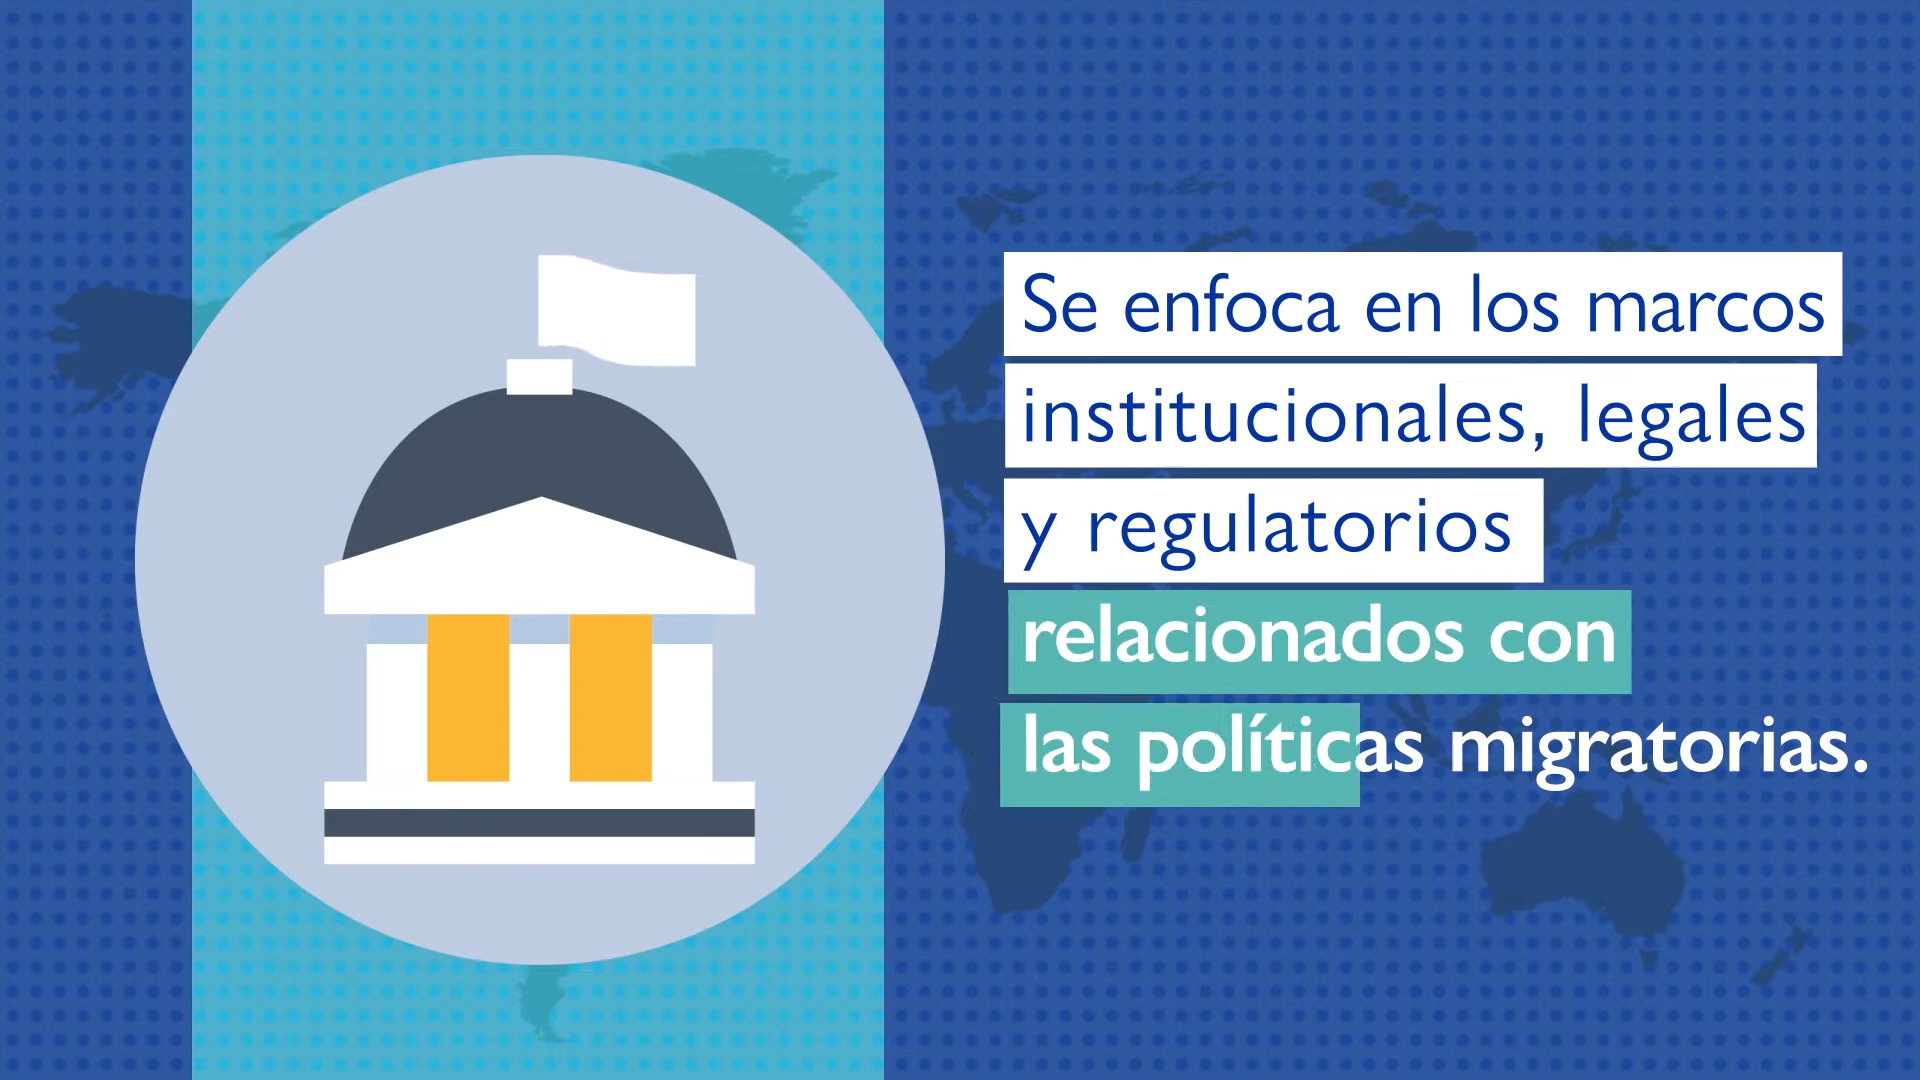 Se enfoca en los marcos
institucionales, legales
y regulatorios
relacionados con
las políticas migratorias.